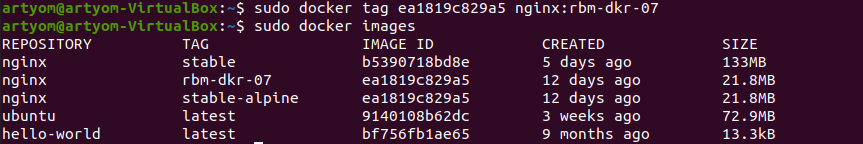 artyom@artyom-VirtualBox:~$ sudo docker tag ea1819c829a5 nginx:rbm-dkr-07
artyom@artyom-VirtualBox:~$ sudo docker images
REPOSITORY TAG IMAGE ID CREATED SIZE
nginx stable b5390718bd8e 5 days ago 133MB
nginx rbm-dkr-07 ea1819c829a5 12 days ago 21.8MB
nginx stable-alpine ea1819c829a5 12 days ago 21.8MB
ubuntu latest 9140108b62dc 3 weeks ago 72.9MB
hello-world latest bf756fb1ae65 9 months ago 13.3kB